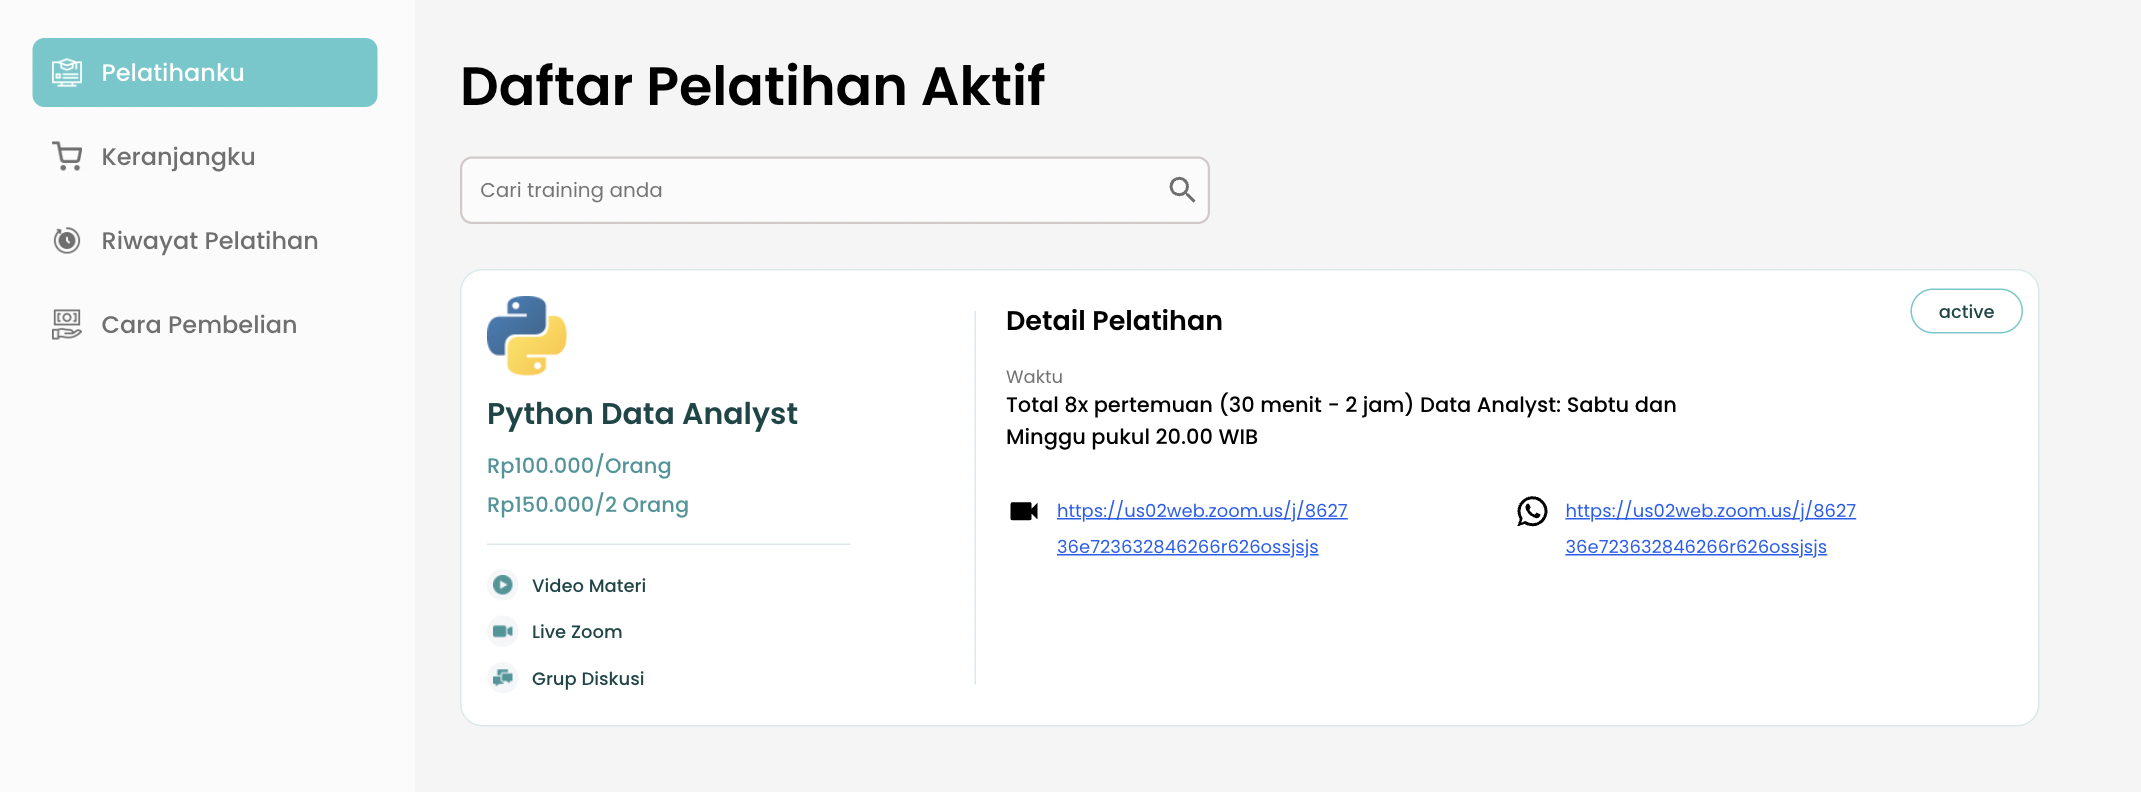 Pelatihanku
Keranjangku
Riwayat Pelatihan
Cara Pembelian
Daftar Pelatihan Aktif
Cari training anda
Python Data Analyst
Rp100.000/Orang
Rp150.000/2 Orang
Video Materi
Live Zoom
Grup Diskusi
Detail Pelatihan
active
Waktu
Total 8x pertemuan (30 menit - 2 jam) Data Analyst: Sabtu dan
Minggu pukul 20.00 WIB
https://us02web.zoom.us/j/8627
36e723632846266r626ossjsjs
https://us02web.zoom.us/j/8627
36e723632846266r626ossjsjs